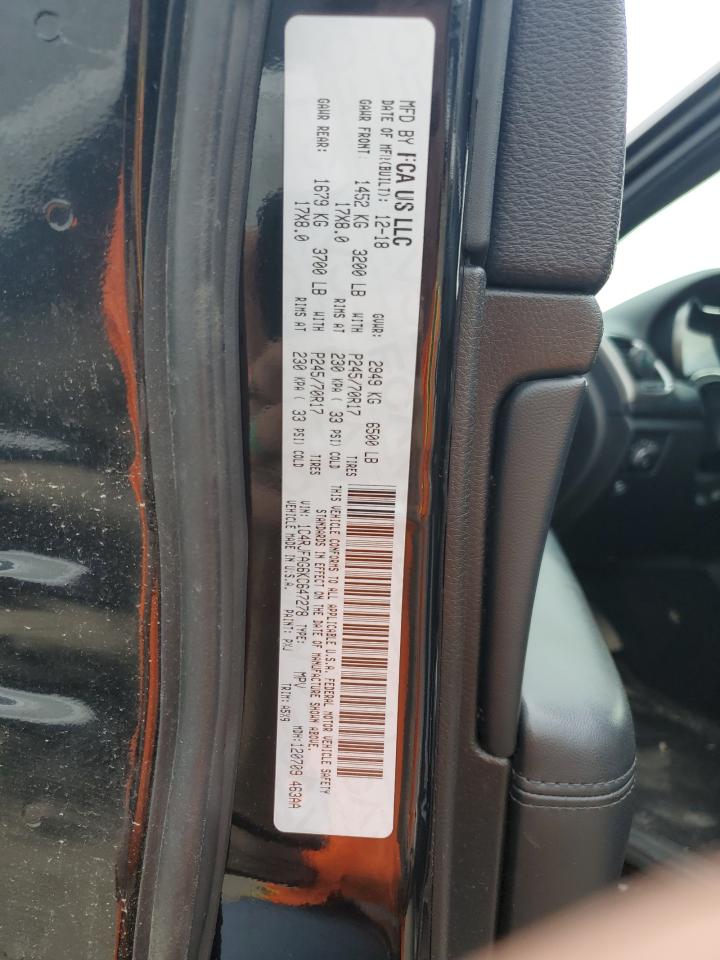 MFD BY FCA US LLC
DATE OF MFR(BUILT): 12-18 GVWR: 2949 KG 6500 LB
GAWR FRONT: 1452 KG 3200 LB WITH P245/70R17 TIRES
17X8.0 RIMS AT 230 KPA ( 33 PSI) COLD
GAWR REAR: 1679 KG 3700 LB WITH P245/70R17 TIRES
17X8.0 RIMS AT 230 KPA ( 33 PSI) COLD
THIS VEHICLE CONFORMS TO ALL APPLICABLE U.S.A. FEDERAL MOTOR VEHICLE SAFETY
STANDARDS IN EFFECT ON THE DATE OF MANUFACTURE SHOWN ABOVE.
VIN: 1C4RJFAG6KC647278 TYPE: MPV MDH:120709 463AA
VEHICLE MADE IN U.S.A. PAINT: PXJ TRIM: A5X9